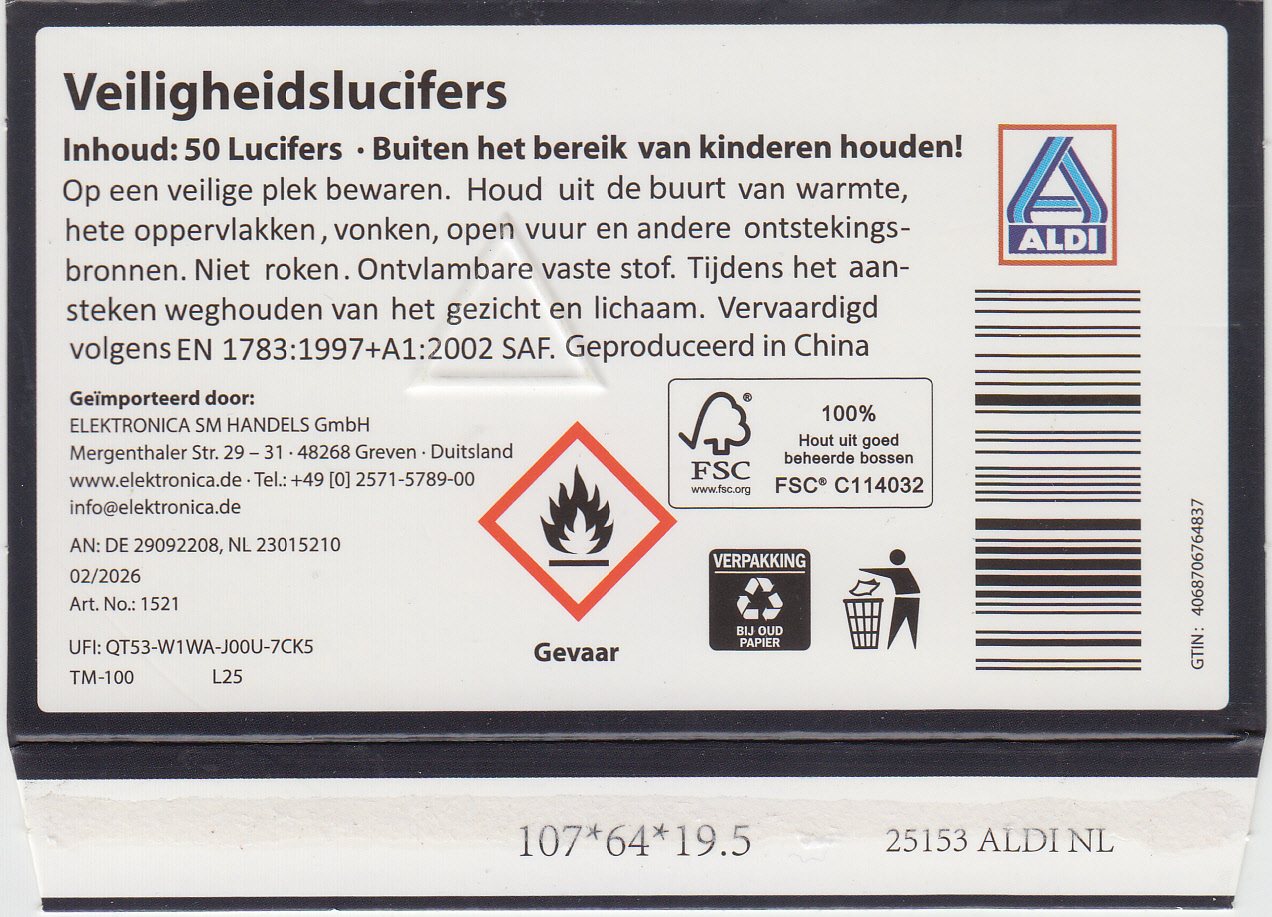 Veiligheidslucifers
Inhoud: 50 Lucifers · Buiten het bereik van kinderen houden!
Op een veilige plek bewaren. Houd uit de buurt van warmte,
hete oppervlakken, vonken, open vuur en andere ontstekings-
bronnen. Niet roken. Ontvlambare vaste stof. Tijdens het aan-
steken weghouden van het gezicht en lichaam. Vervaardigd
volgens EN 1783:1997+A1:2002 SAF. Geproduceerd in China
ALDI
Geïmporteerd door:
ELEKTRONICA SM HANDELS GmbH
Mergenthaler Str. 29 – 31 · 48268 Greven · Duitsland
www.elektronica.de · Tel.: +49 [0] 2571-5789-00
info@elektronica.de
AN: DE 29092208, NL 23015210
02/2026
Art. No.: 1521
UFI: QT53-W1WA-J00U-7CK5
TM-100 L25
Gevaar
FSC®
www.fsc.org
100%
Hout uit goed
beheerde bossen
FSC® C114032
VERPAKKING
BIJ OUD
PAPIER
GTIN: 4068706764837
107*64*19.5
25153 ALDI NL